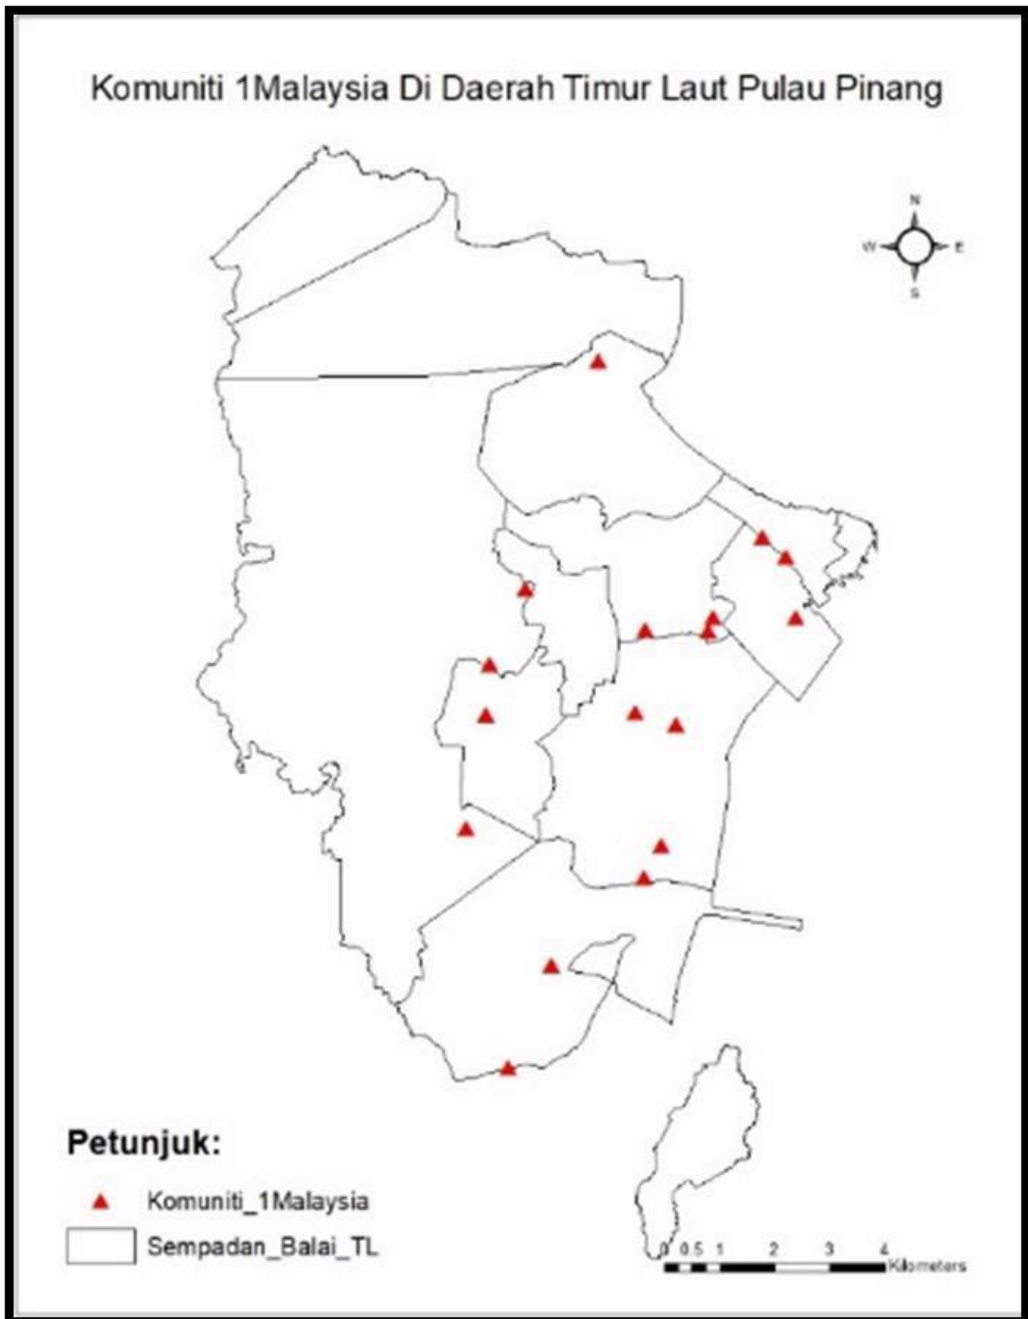 Komuniti 1Malaysia Di Daerah Timur Laut Pulau Pinang
N
W E
S
Petunjuk:
Komuniti_1Malaysia
Sempadan_Balai_TL
0 0.5 1 2 3 4
Kilometers